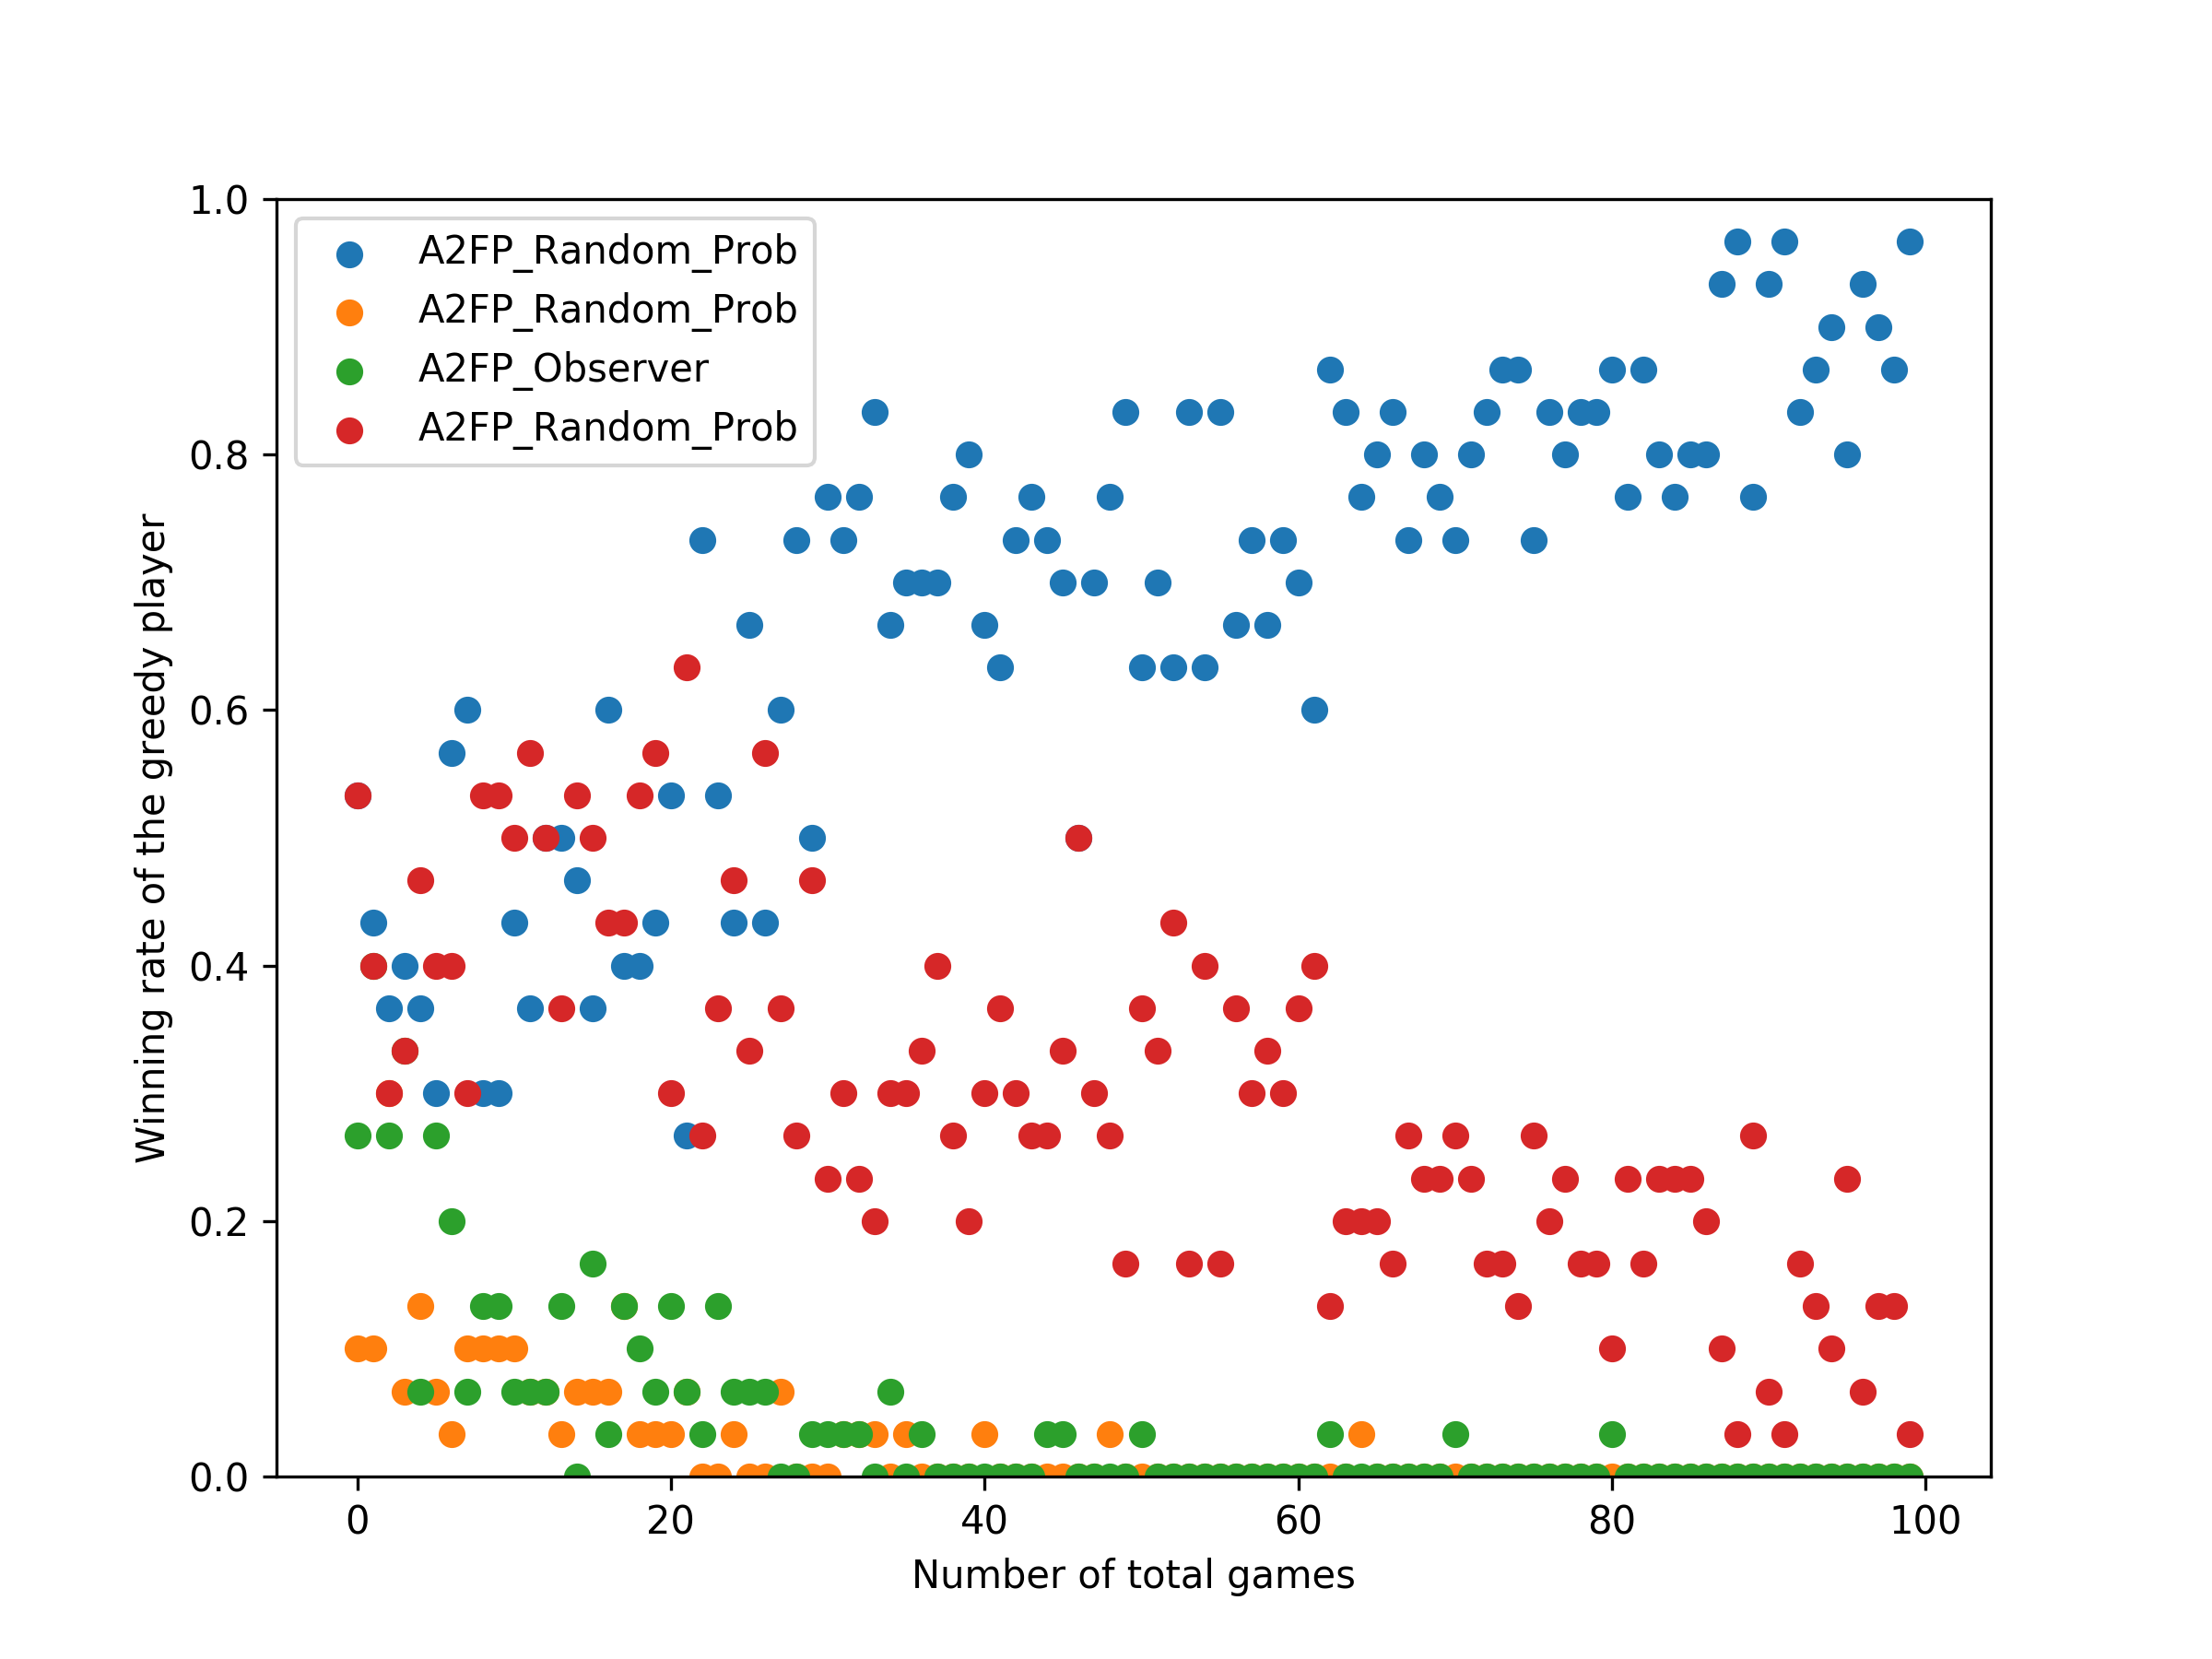 A2FP_Random_Prob
A2FP_Random_Prob
A2FP_Observer
A2FP_Random_Prob
Winning rate of the greedy player
1.0
0.8
0.6
0.4
0.2
0.0
0 20 40 60 80 100
Number of total games